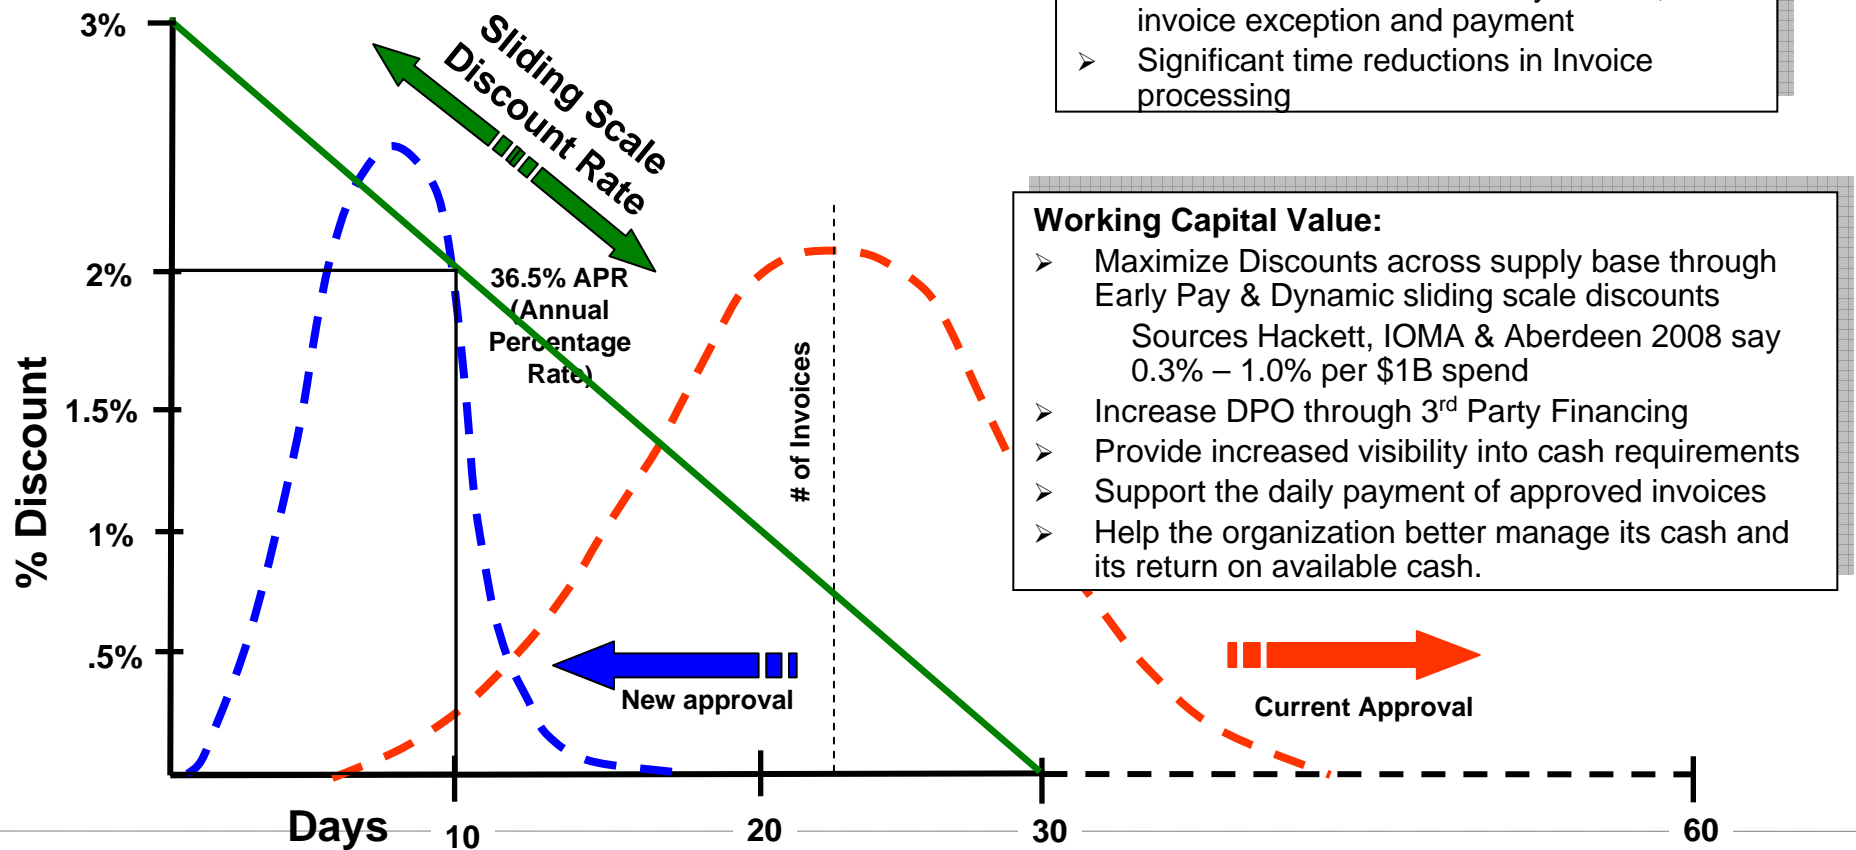 3%
Sliding Scale
Discount Rate
invoice exception and payment
➢ Significant time reductions in Invoice
processing
2%
36.5% APR
(Annual
Percentage
Rate)
% Discount
1.5%
1%
.5%
# of Invoices
New approval
Working Capital Value:
➢ Maximize Discounts across supply base through
Early Pay & Dynamic sliding scale discounts
Sources Hackett, IOMA & Aberdeen 2008 say
0.3% – 1.0% per $1B spend
➢ Increase DPO through 3rd Party Financing
➢ Provide increased visibility into cash requirements
➢ Support the daily payment of approved invoices
➢ Help the organization better manage its cash and
its return on available cash.
Current Approval
Days
10
20
30
60